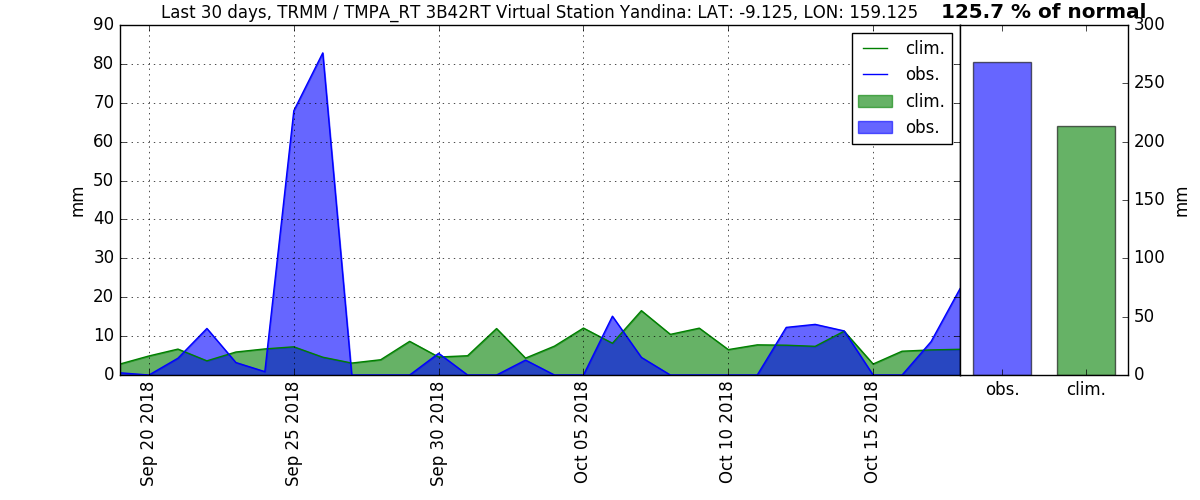 Last 30 days, TRMM / TMPA_RT 3B42RT Virtual Station Yandina: LAT: -9.125, LON: 159.125
125.7 % of normal
90
80
70
60
50
40
30
20
10
0
mm
clim.
obs.
clim.
obs.
300
250
200
150
100
50
0
mm
Sep 20 2018
Sep 25 2018
Sep 30 2018
Oct 05 2018
Oct 10 2018
Oct 15 2018
obs.
clim.